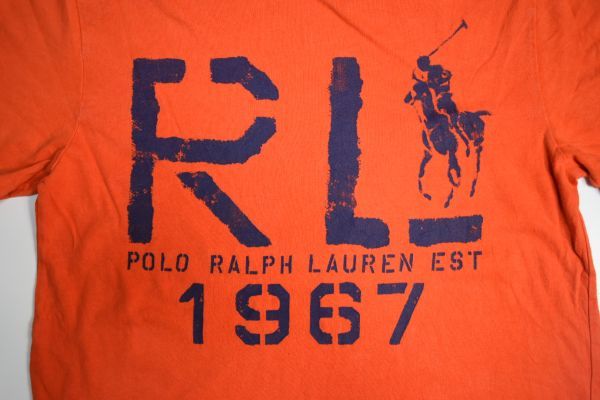 RL
POLO RALPH LAUREN EST
1967